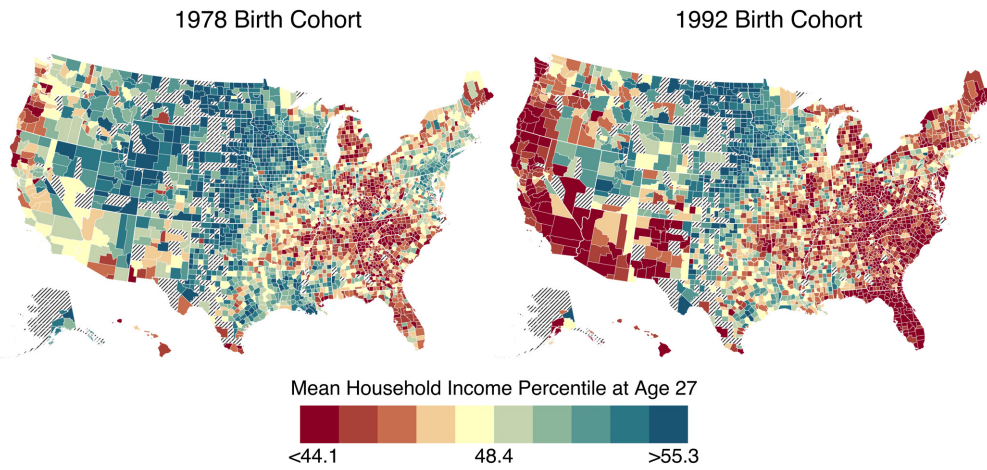 1978 Birth Cohort
1992 Birth Cohort
Mean Household Income Percentile at Age 27
<44.1 48.4 >55.3